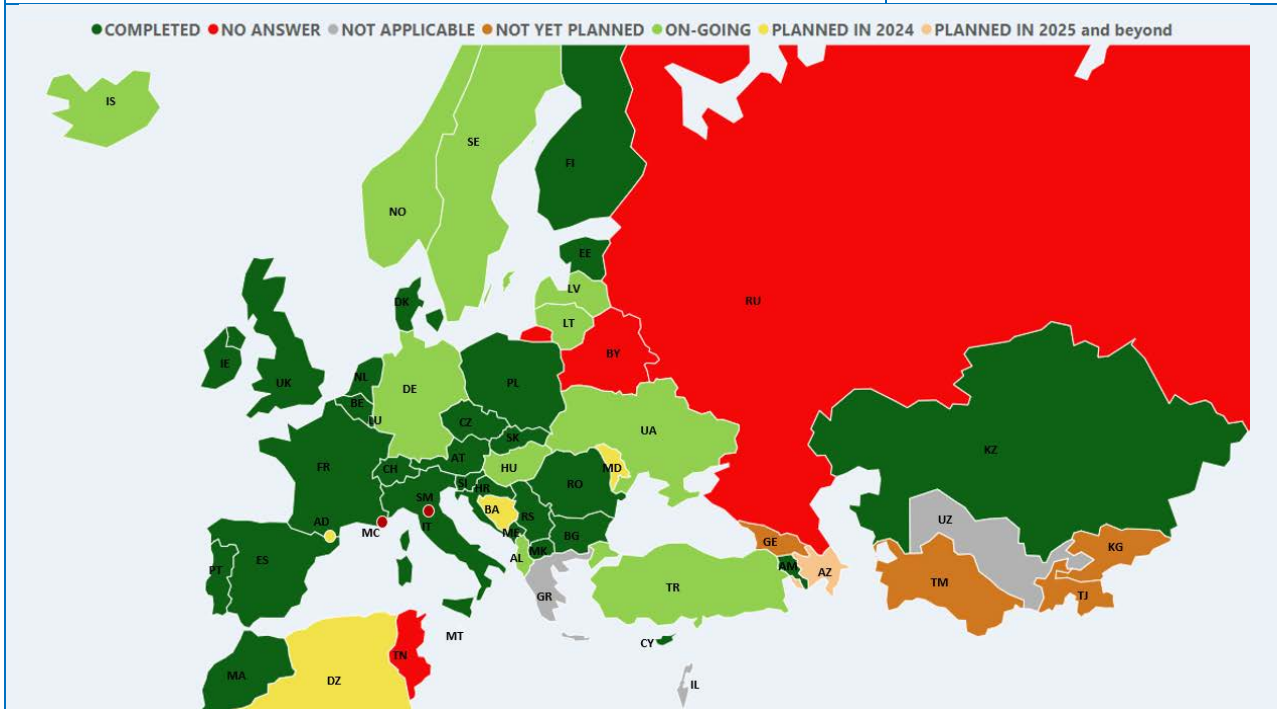 COMPLETED NO ANSWER NOT APPLICABLE NOT YET PLANNED ON-GOING PLANNED IN 2024 PLANNED IN 2025 and beyond
IS
SE
FI
NO
EE
RU
LV
DK
LT
BY
IE
NL
UK
DE
PL
BE
LU
CZ
UA
SK
KZ
FR
CH
AT
HU
MD
SI
HR
RO
SM
BA
RS
UZ
AD
MC
IT
ME
BG
GE
KG
ES
PT
AL
MK
AM
AZ
TM
TJ
GR
TR
MT
CY
TN
MA
DZ
IL